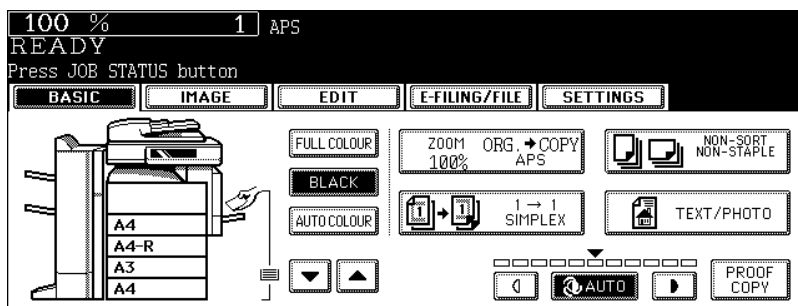 100 % 1 APS
READY
Press JOB STATUS button
BASIC IMAGE EDIT E-FILING/FILE SETTINGS
FULL COLOUR
BLACK
AUTO COLOUR
ZOOM ORG. ➔ COPY
100% APS
NON-SORT
NON-STAPLE
1 ➔ 1
1 → 1
SIMPLEX
TEXT/PHOTO
A4
A4-R
A3
A4
AUTO
PROOF
COPY